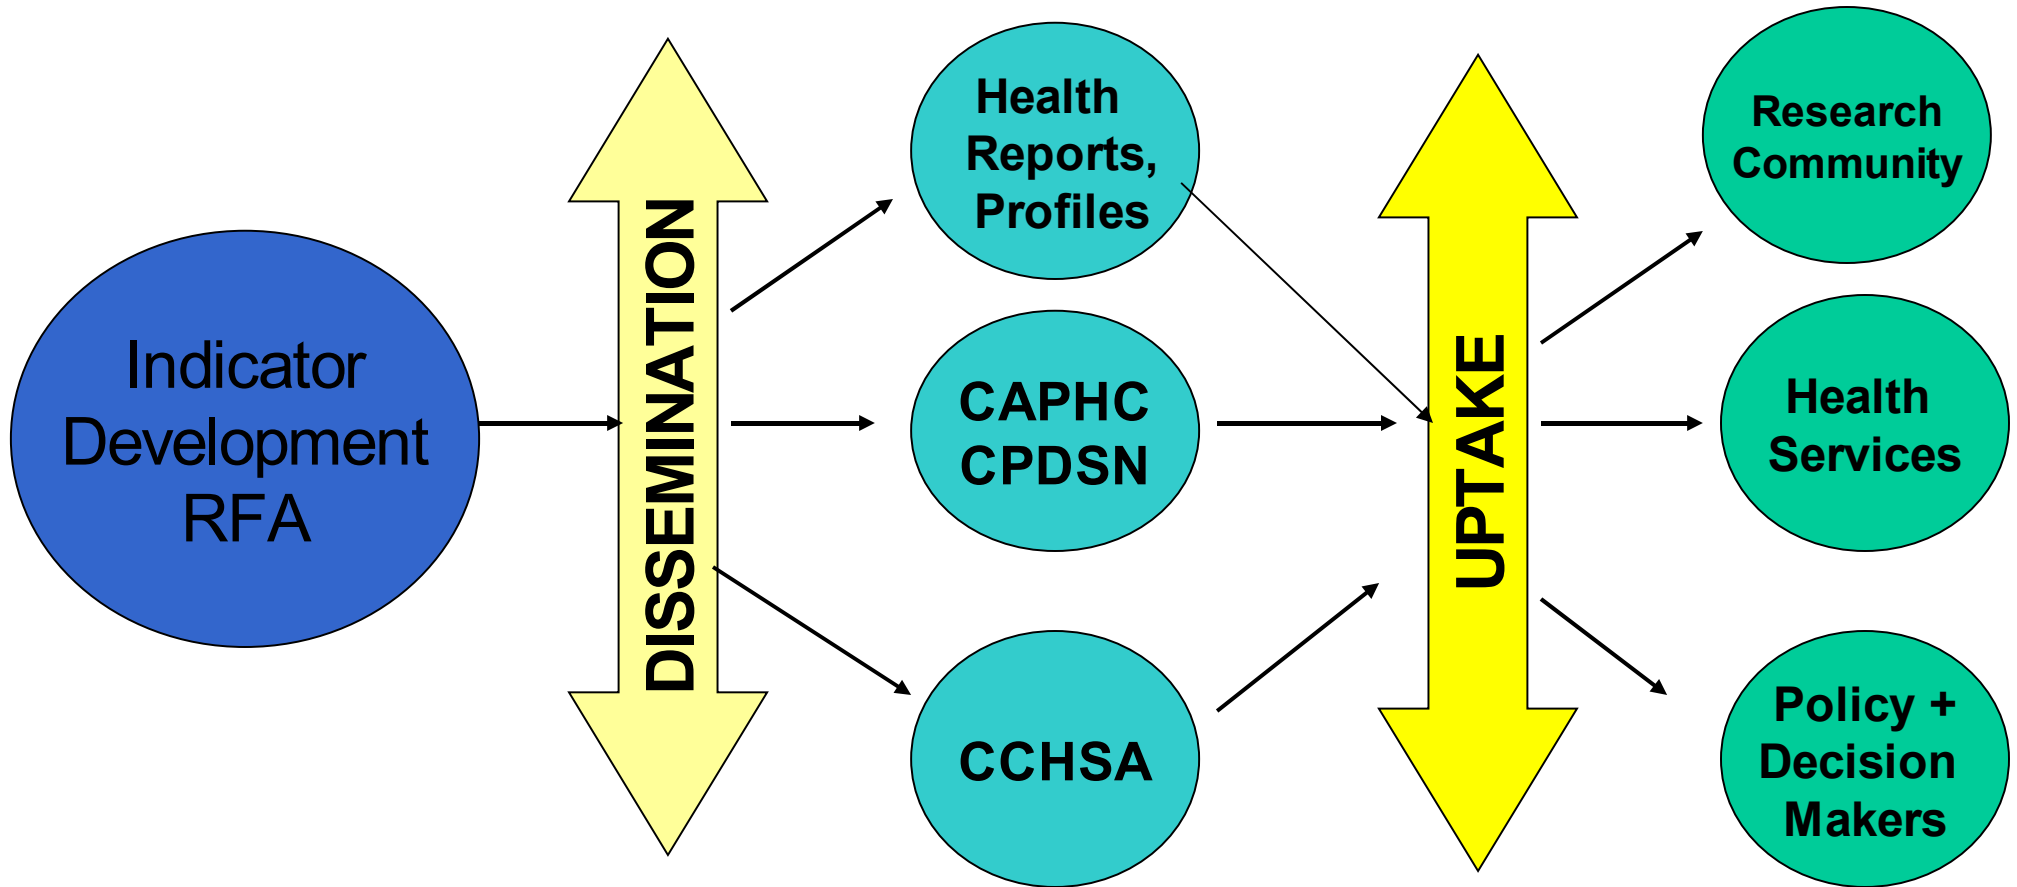 Indicator
Development
RFA
DISSEMINATION
Health
Reports,
Profiles
CAPHC
CPDSN
CCHSA
UPTAKE
Research
Community
Health
Services
Policy +
Decision
Makers